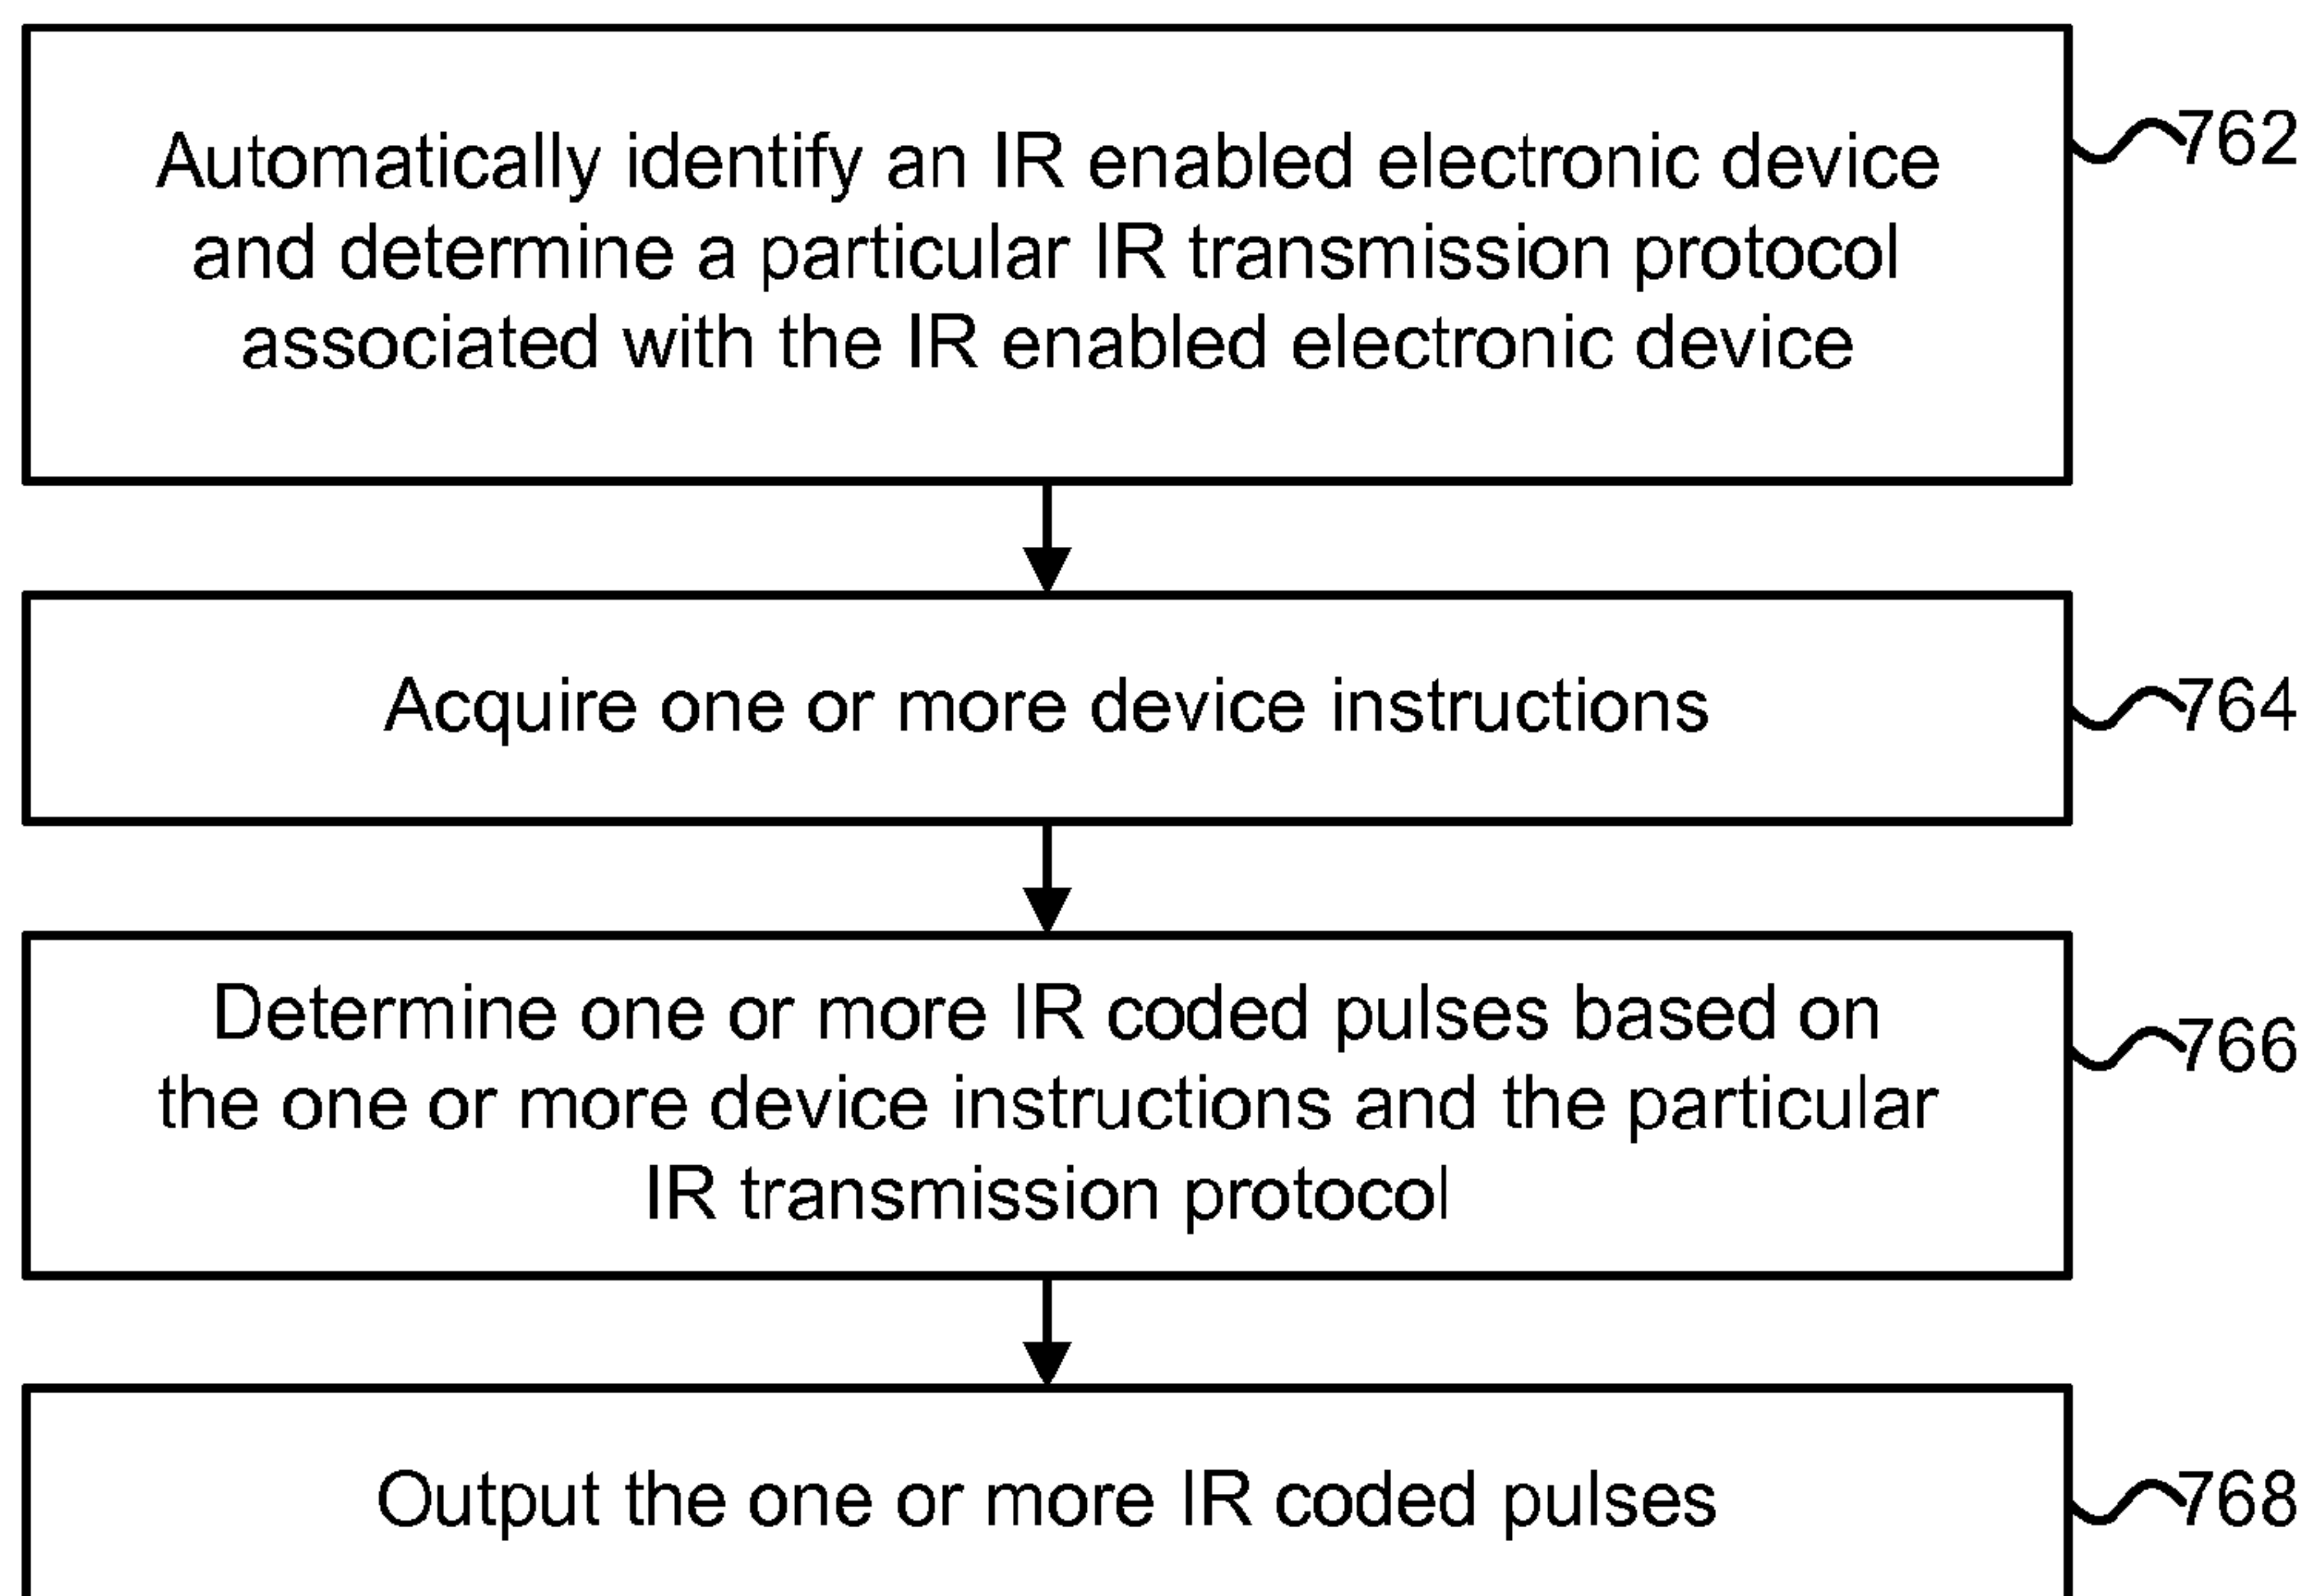 Automatically identify an IR enabled electronic device
and determine a particular IR transmission protocol
associated with the IR enabled electronic device
762
Acquire one or more device instructions
764
Determine one or more IR coded pulses based on
the one or more device instructions and the particular
IR transmission protocol
766
Output the one or more IR coded pulses
768